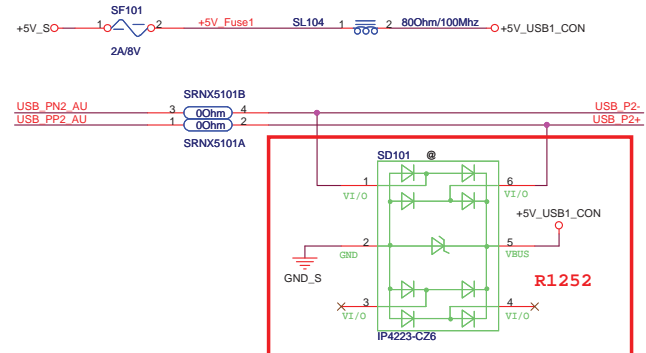 SF101
+5V_S 1 2 +5V_Fuse1 SL104 1 2 80Ohm/100Mhz +5V_USB1_CON
2A/8V
SRNX5101B
USB_PN2_AU 3 0Ohm 4 USB_P2-
USB_PP2_AU 1 0Ohm 2 USB_P2+
SRNX5101A
SD101 @
1 6
VI/O VI/O
+5V_USB1_CON
2 5
GND VBUS
GND_S
R1252
3 4
VI/O VI/O
IP4223-CZ6